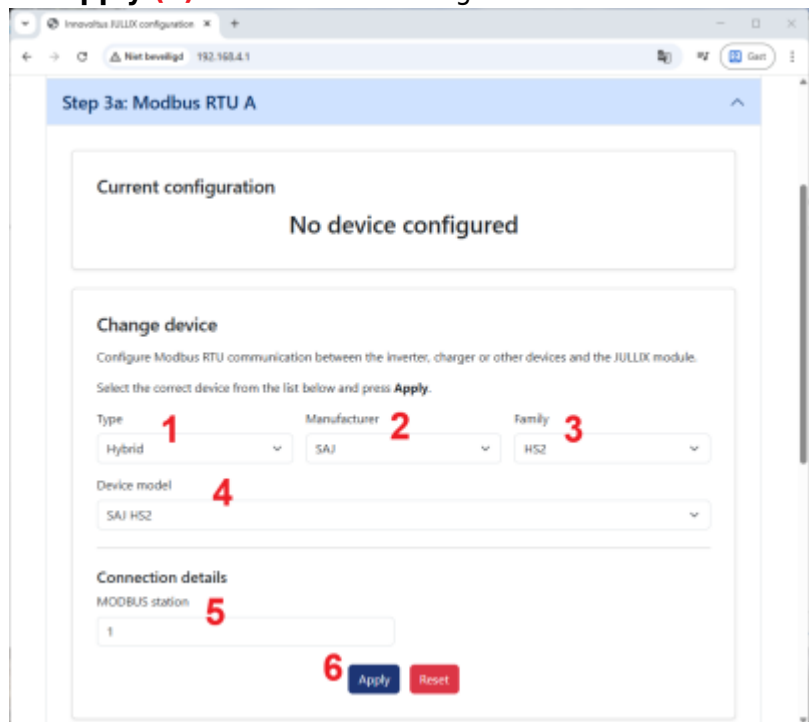 Apply
Innovoltus JULLIX configuration
Niet beveiligd 192.168.4.1 Gast
Step 3a: Modbus RTU A
Current configuration
No device configured
Change device
Configure Modbus RTU communication between the inverter, charger or other devices and the JULLIX module.
Select the correct device from the list below and press Apply.
Type 1 Manufacturer 2 Family 3
Hybrid SAJ HS2
Device model 4
SAJ HS2
Connection details
MODBUS station 5
1
6 Apply Reset